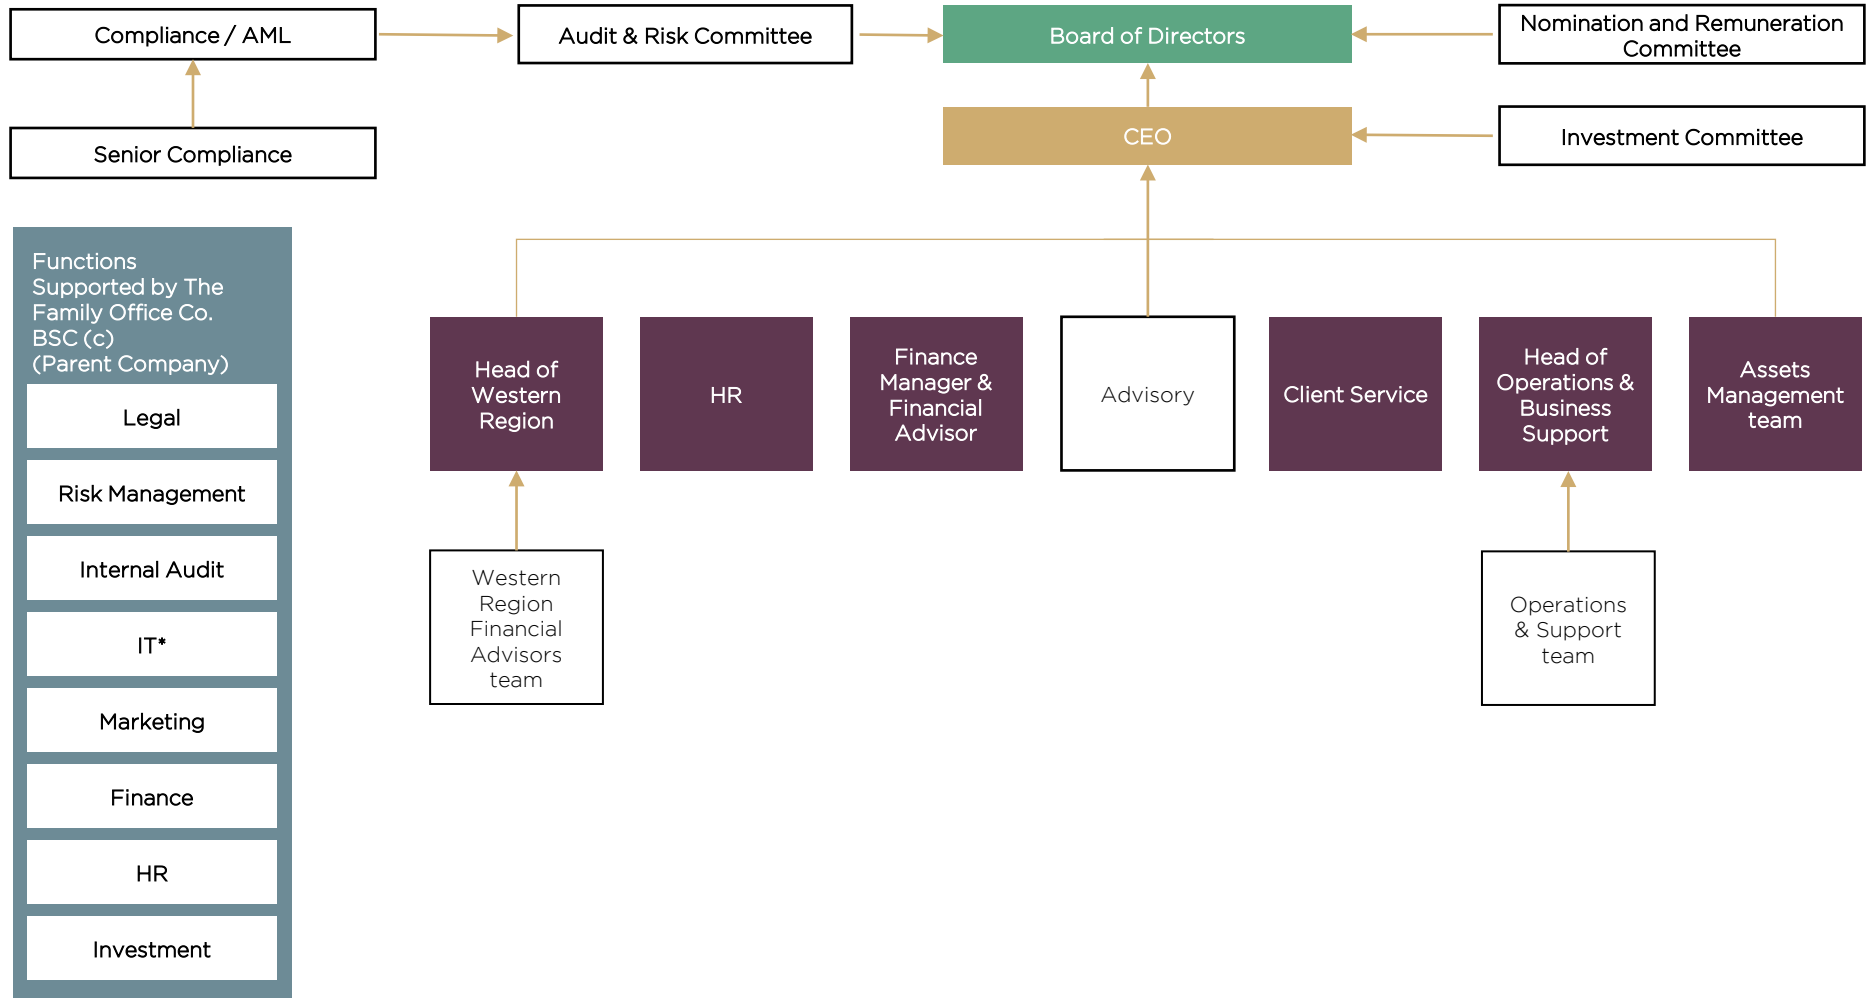 Compliance / AML
Audit & Risk Committee
Board of Directors
Nomination and Remuneration
Committee
CEO
Investment Committee
Senior Compliance
Functions
Supported by The
Family Office Co.
BSC (c)
(Parent Company)
Legal
Risk Management
Internal Audit
IT*
Marketing
Finance
HR
Investment
Head of
Western
Region
HR
Finance
Manager &
Financial
Advisor
Advisory
Client Service
Head of
Operations &
Business
Support
Assets
Management
team
Western
Region
Financial
Advisors
team
Operations
& Support
team